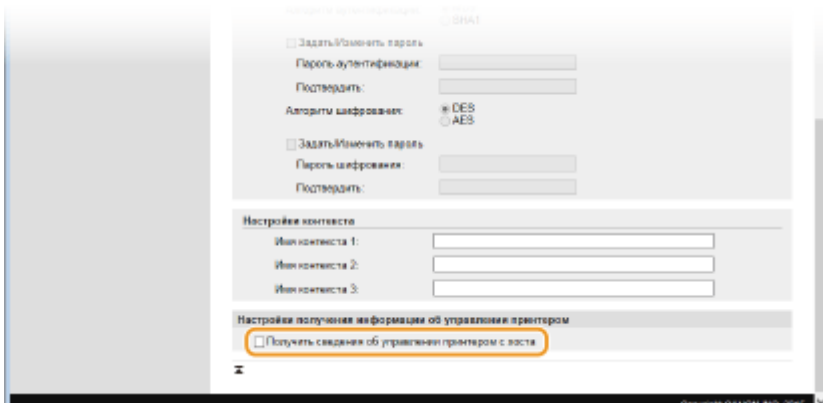 SHA1
Задать/Изменить пароль
Пароль аутентификации:
Подтвердить:
Алгоритм шифрования:
DES
AES
Задать/Изменить пароль
Пароль шифрования:
Подтвердить:
Настройки контекста
Имя контекста 1:
Имя контекста 2:
Имя контекста 3:
Настройки получения информации об управлении принтером
Получить сведения об управлении принтером с хоста